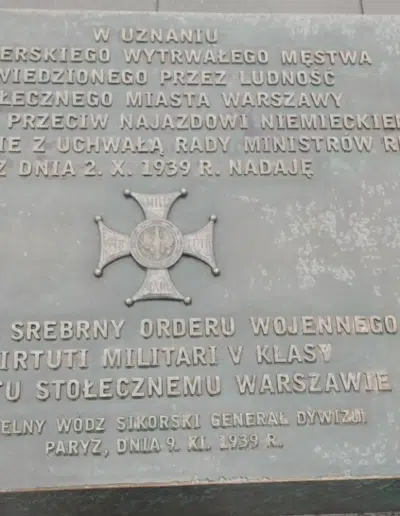 W UZNANIU
ERSKIEGO WYTRWAŁEGO MĘSTWA
WIEDZIONEGO PRZEZ LUDNOŚĆ
OŁECZNEGO MIASTA WARSZAWY
PRZECIW NAJAZDOWI NIEMIECKIEM
IE Z UCHWAŁĄ RADY MINISTRÓW R
Z DNIA 2. X. 1939 R. NADAJĘ
SREBRNY ORDERU WOJENNEGO
IRTUTI MILITARI V KLASY
TU STOŁECZNEMU WARSZAWIE
ELNY WÓDZ SIKORSKI GENERAŁ DYWIZJI
PARYŻ, DNIA 9. XI. 1939 R.